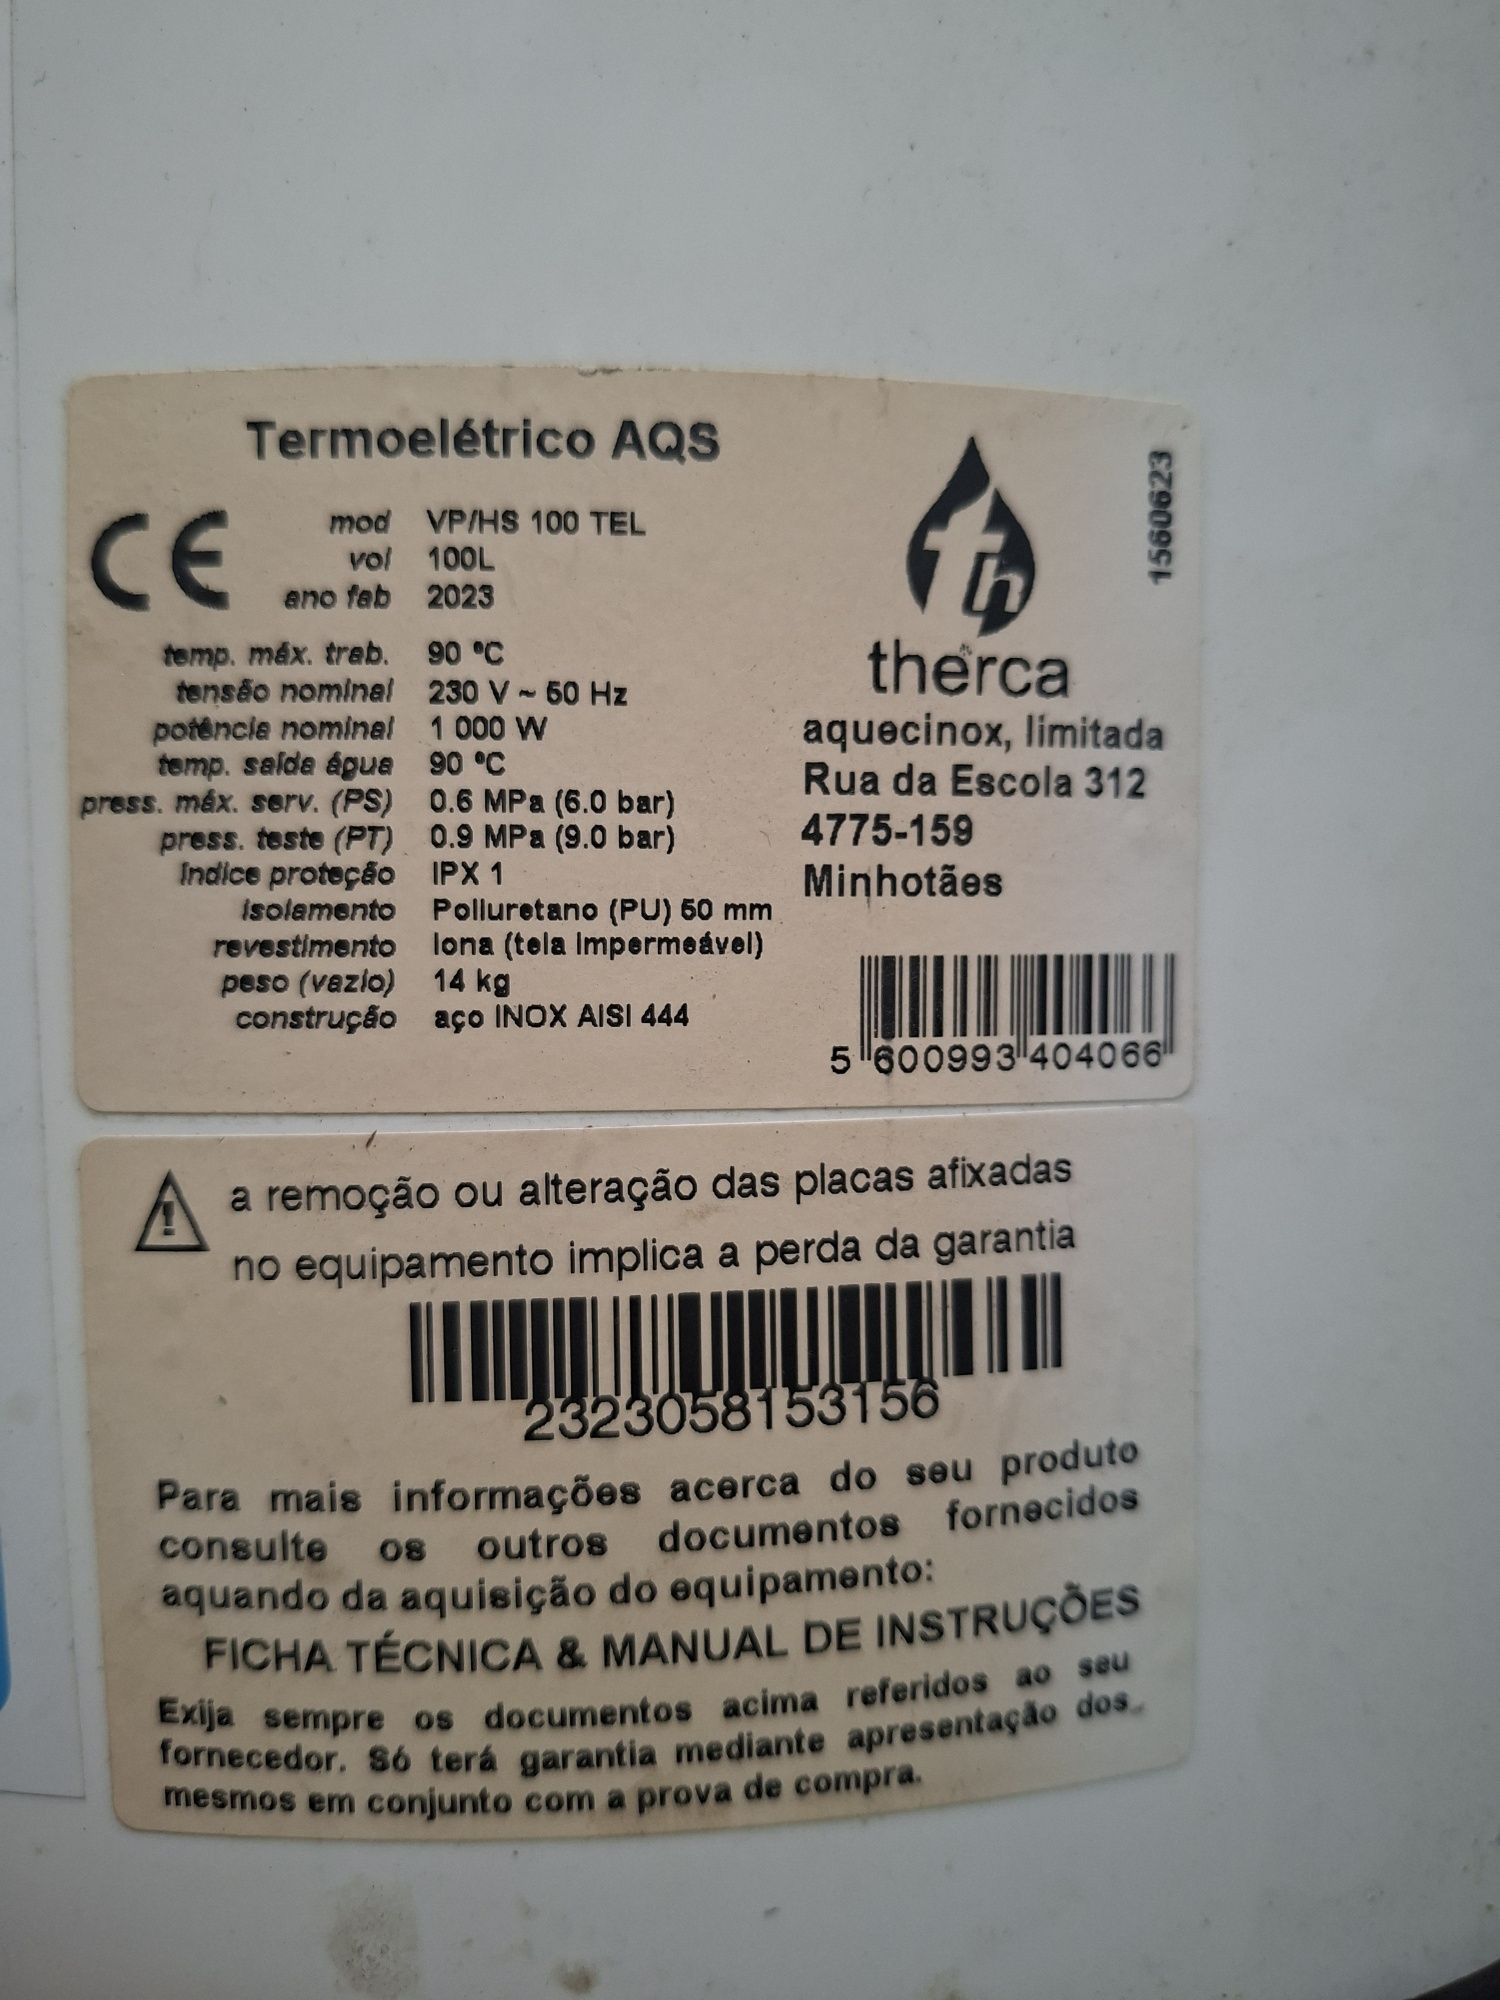 Termoelétrico AQS
CE
mod VP/HS 100 TEL
vol 100L
ano fab 2023
temp. máx. trab. 90 ºC
tensão nominal 230 V ~ 50 Hz
potência nominal 1 000 W
temp. saída água 90 ºC
press. máx. serv. (PS) 0.6 MPa (6.0 bar)
press. teste (PT) 0.9 MPa (9.0 bar)
índice proteção IPX 1
isolamento Poliuretano (PU) 50 mm
revestimento lona (tela impermeável)
peso (vazio) 14 kg
construção aço INOX AISI 444
th
therca
aquecinox, limitada
Rua da Escola 312
4775-159
Minhotães
1560623
5 600993 404066
! a remoção ou alteração das placas afixadas
no equipamento implica a perda da garantia
2323058153156
Para mais informações acerca do seu produto
consulte os outros documentos fornecidos
aquando da aquisição do equipamento:
FICHA TÉCNICA & MANUAL DE INSTRUÇÕES
Exija sempre os documentos acima referidos ao seu
fornecedor. Só terá garantia mediante apresentação dos
mesmos em conjunto com a prova de compra.